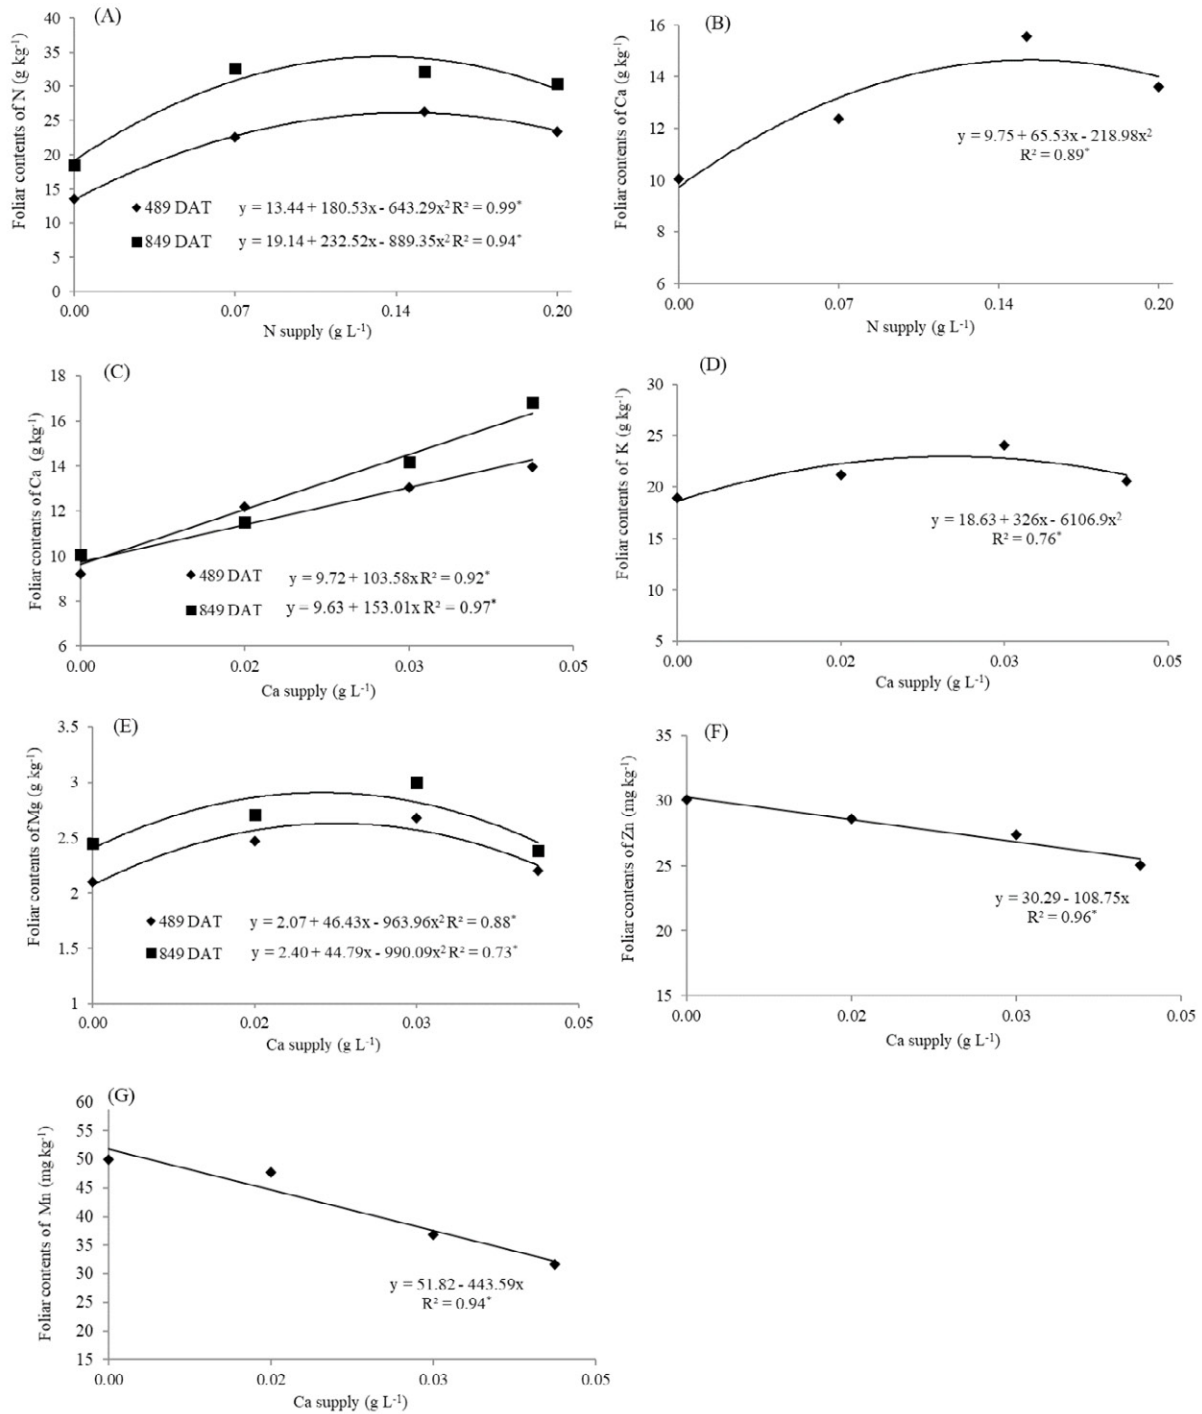 (A)
Foliar contents of N (g kg⁻¹)
40
35
30
25
20
15
10
5
0
489 DAT y = 13.44 + 180.53x - 643.29x² R² = 0.99*
849 DAT y = 19.14 + 232.52x - 889.35x² R² = 0.94*
0.00 0.07 0.14 0.20
N supply (g L⁻¹)
(B)
Foliar contents of Ca (g kg⁻¹)
16
14
12
10
8
6
y = 9.75 + 65.53x - 218.98x²
R² = 0.89*
0.00 0.07 0.14 0.20
N supply (g L⁻¹)
(C)
Foliar contents of Ca (g kg⁻¹)
18
16
14
12
10
8
6
489 DAT y = 9.72 + 103.58x R² = 0.92*
849 DAT y = 9.63 + 153.01x R² = 0.97*
0.00 0.02 0.03 0.05
Ca supply (g L⁻¹)
(D)
Foliar contents of K (g kg⁻¹)
30
25
20
15
10
5
y = 18.63 + 326x - 6106.9x²
R² = 0.76*
0.00 0.02 0.03 0.05
Ca supply (g L⁻¹)
(E)
Foliar contents of Mg (g kg⁻¹)
3.5
3
2.5
2
1.5
1
489 DAT y = 2.07 + 46.43x - 963.96x² R² = 0.88*
849 DAT y = 2.40 + 44.79x - 990.09x² R² = 0.73*
0.00 0.02 0.03 0.05
Ca supply (g L⁻¹)
(F)
Foliar contents of Zn (mg kg⁻¹)
35
30
25
20
15
y = 30.29 - 108.75x
R² = 0.96*
0.00 0.02 0.03 0.05
Ca supply (g L⁻¹)
(G)
Foliar contents of Mn (mg kg⁻¹)
60
55
50
45
40
35
30
25
20
15
y = 51.82 - 443.59x
R² = 0.94*
0.00 0.02 0.03 0.05
Ca supply (g L⁻¹)